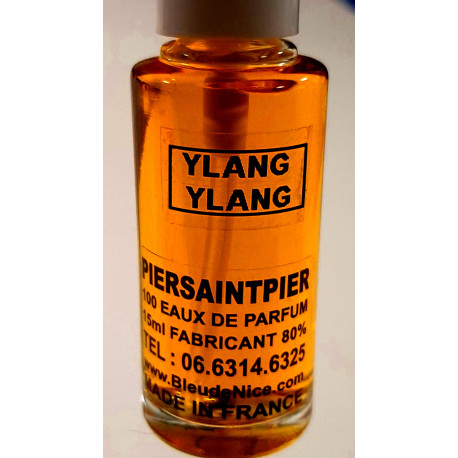 YLANG
YLANG
PIERSAINTPIER
100 EAUX DE PARFUM
15ml FABRICANT 80%
TEL : 06.6314.6325
www.BleudeNice.com
MADE IN FRANCE